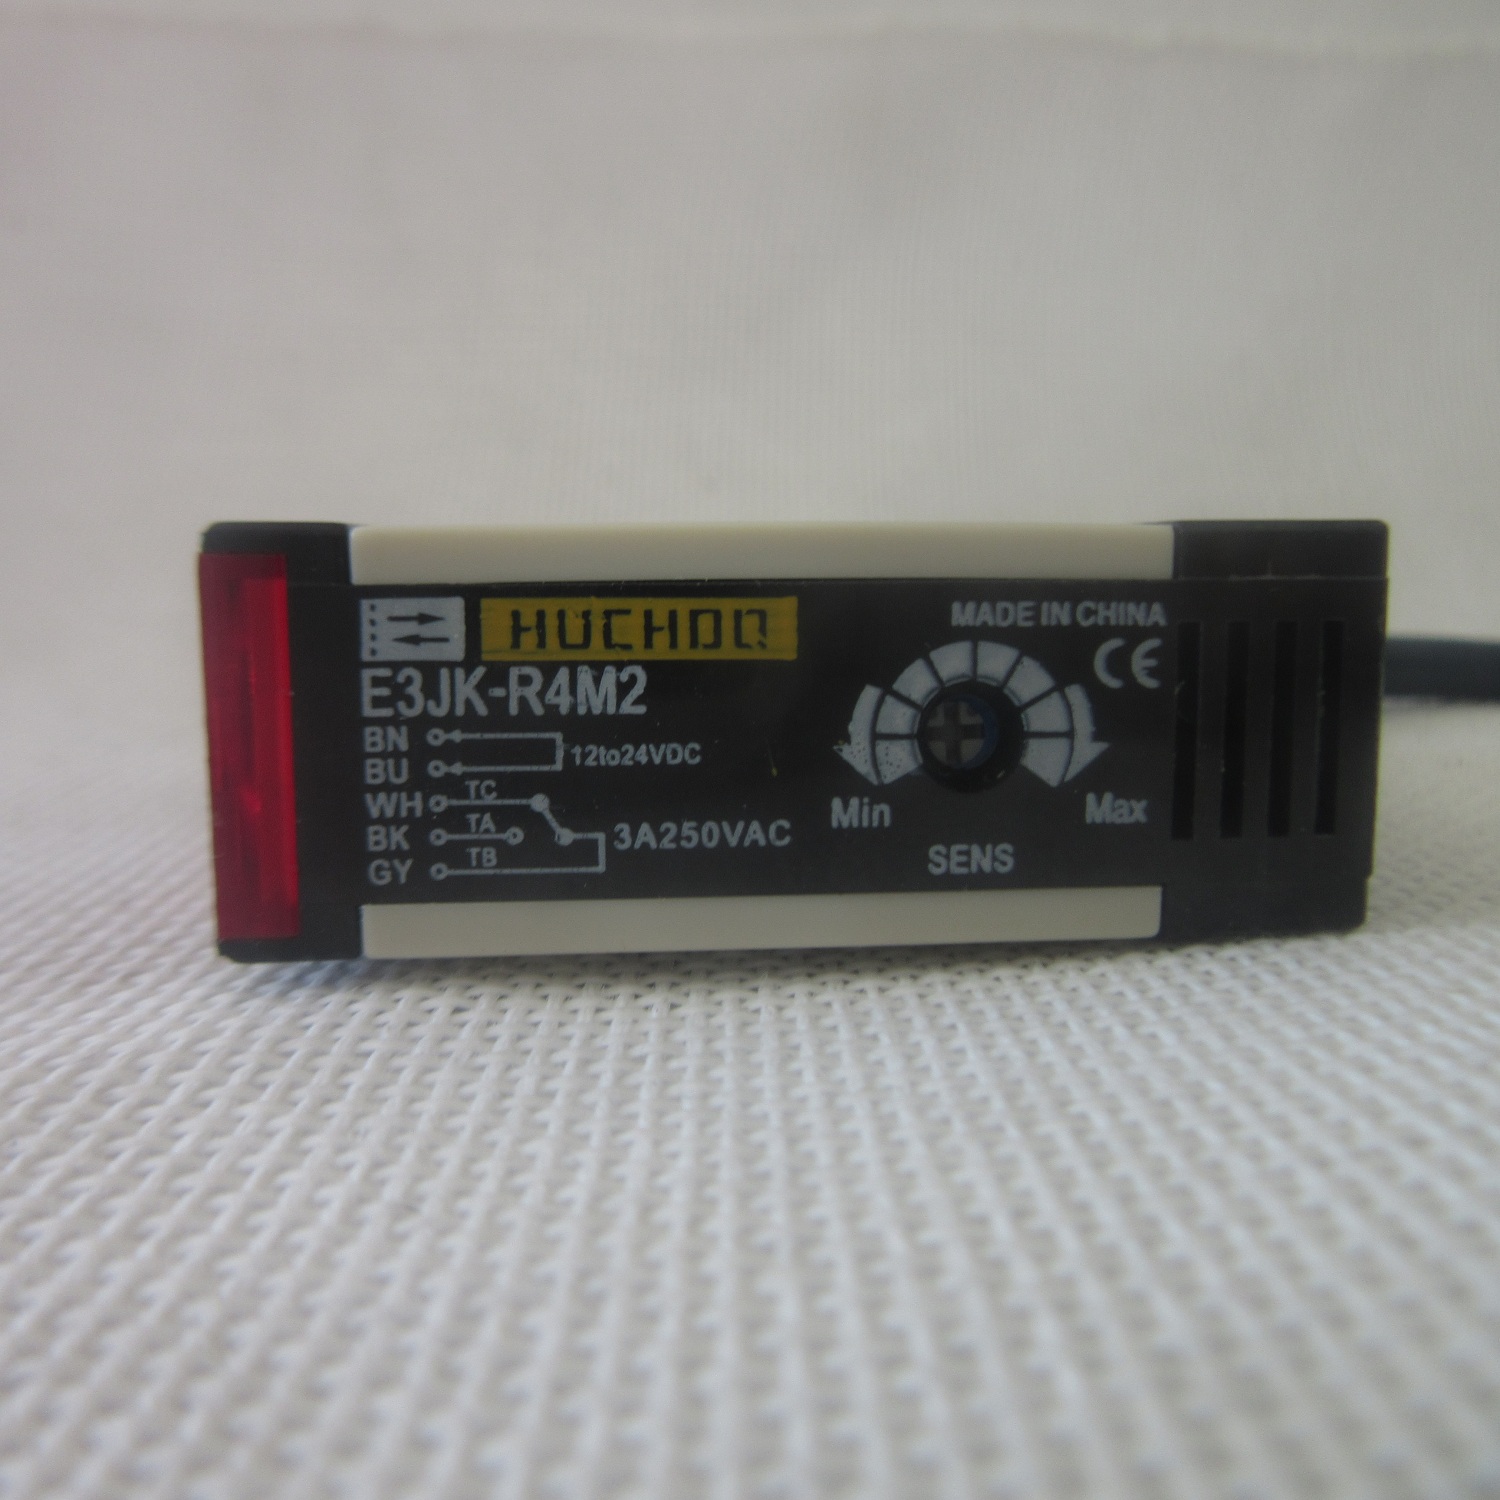 HUCHDQ
MADE IN CHINA
CE
E3JK-R4M2
BN
12to24VDC
BU
WH TC
BK TA
3A250VAC
GY TB
Min
Max
SENS